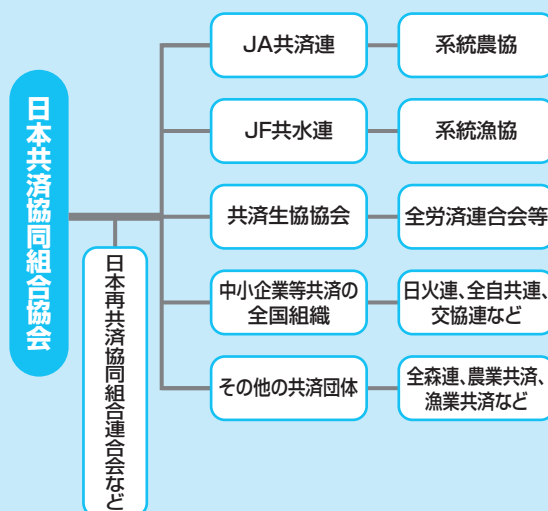 日本共済協同組合協会
日本再共済協同組合連合会など
JA共済連
系統農協
JF共水連
系統漁協
共済生協協会
全労済連合会等
中小企業等共済の
全国組織
日火連、全自共連、
交協連など
その他の共済団体
全森連、農業共済、
漁業共済など